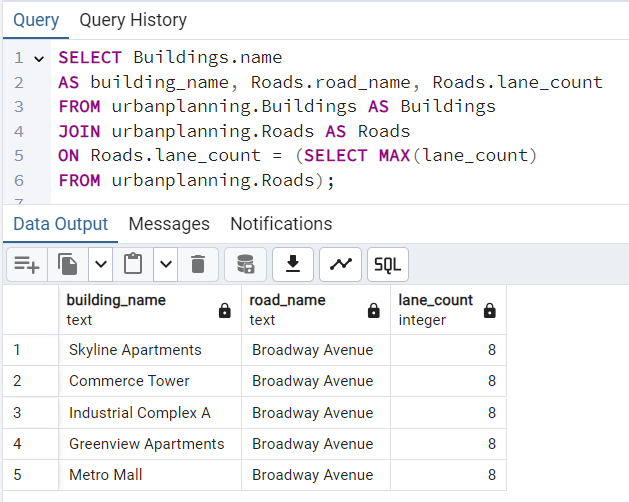 Query Query History
1 SELECT Buildings.name
2 AS building_name, Roads.road_name, Roads.lane_count
3 FROM urbanplanning.Buildings AS Buildings
4 JOIN urbanplanning.Roads AS Roads
5 ON Roads.lane_count = (SELECT MAX(lane_count)
6 FROM urbanplanning.Roads);
7
Data Output Messages Notifications
SQL
building_name road_name lane_count
text text integer
1 Skyline Apartments Broadway Avenue 8
2 Commerce Tower Broadway Avenue 8
3 Industrial Complex A Broadway Avenue 8
4 Greenview Apartments Broadway Avenue 8
5 Metro Mall Broadway Avenue 8